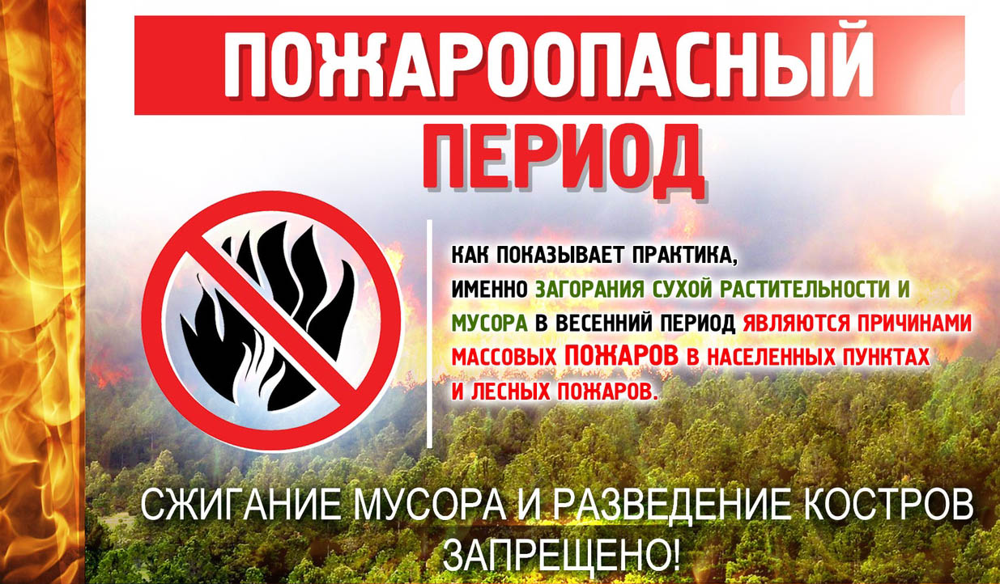 ПОЖАРООПАСНЫЙ
ПЕРИОД
КАК ПОКАЗЫВАЕТ ПРАКТИКА,
ИМЕННО ЗАГОРАНИЯ СУХОЙ РАСТИТЕЛЬНОСТИ И
МУСОРА В ВЕСЕННИЙ ПЕРИОД ЯВЛЯЮТСЯ ПРИЧИНАМИ
МАССОВЫХ ПОЖАРОВ В НАСЕЛЕННЫХ ПУНКТАХ
И ЛЕСНЫХ ПОЖАРОВ.
СЖИГАНИЕ МУСОРА И РАЗВЕДЕНИЕ КОСТРОВ
ЗАПРЕЩЕНО!